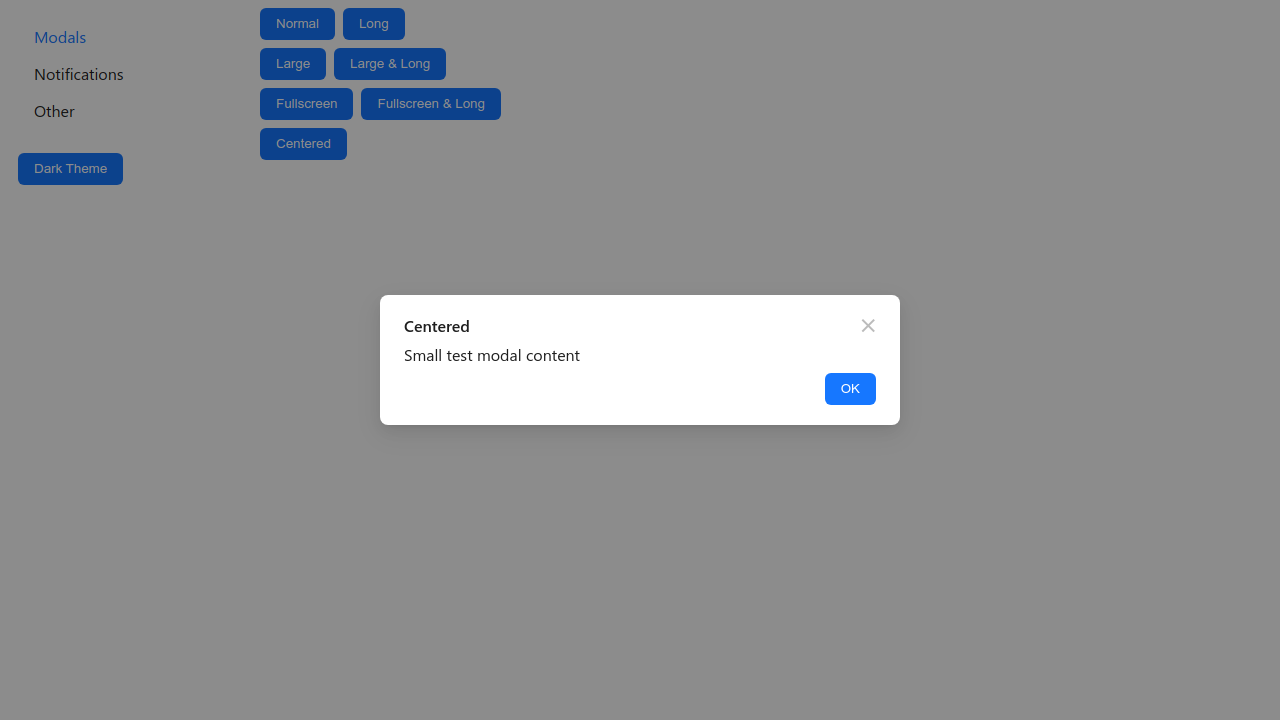 Modals
Notifications
Other
Dark Theme
Normal Long
Large Large & Long
Fullscreen Fullscreen & Long
Centered
Centered
Small test modal content
OK